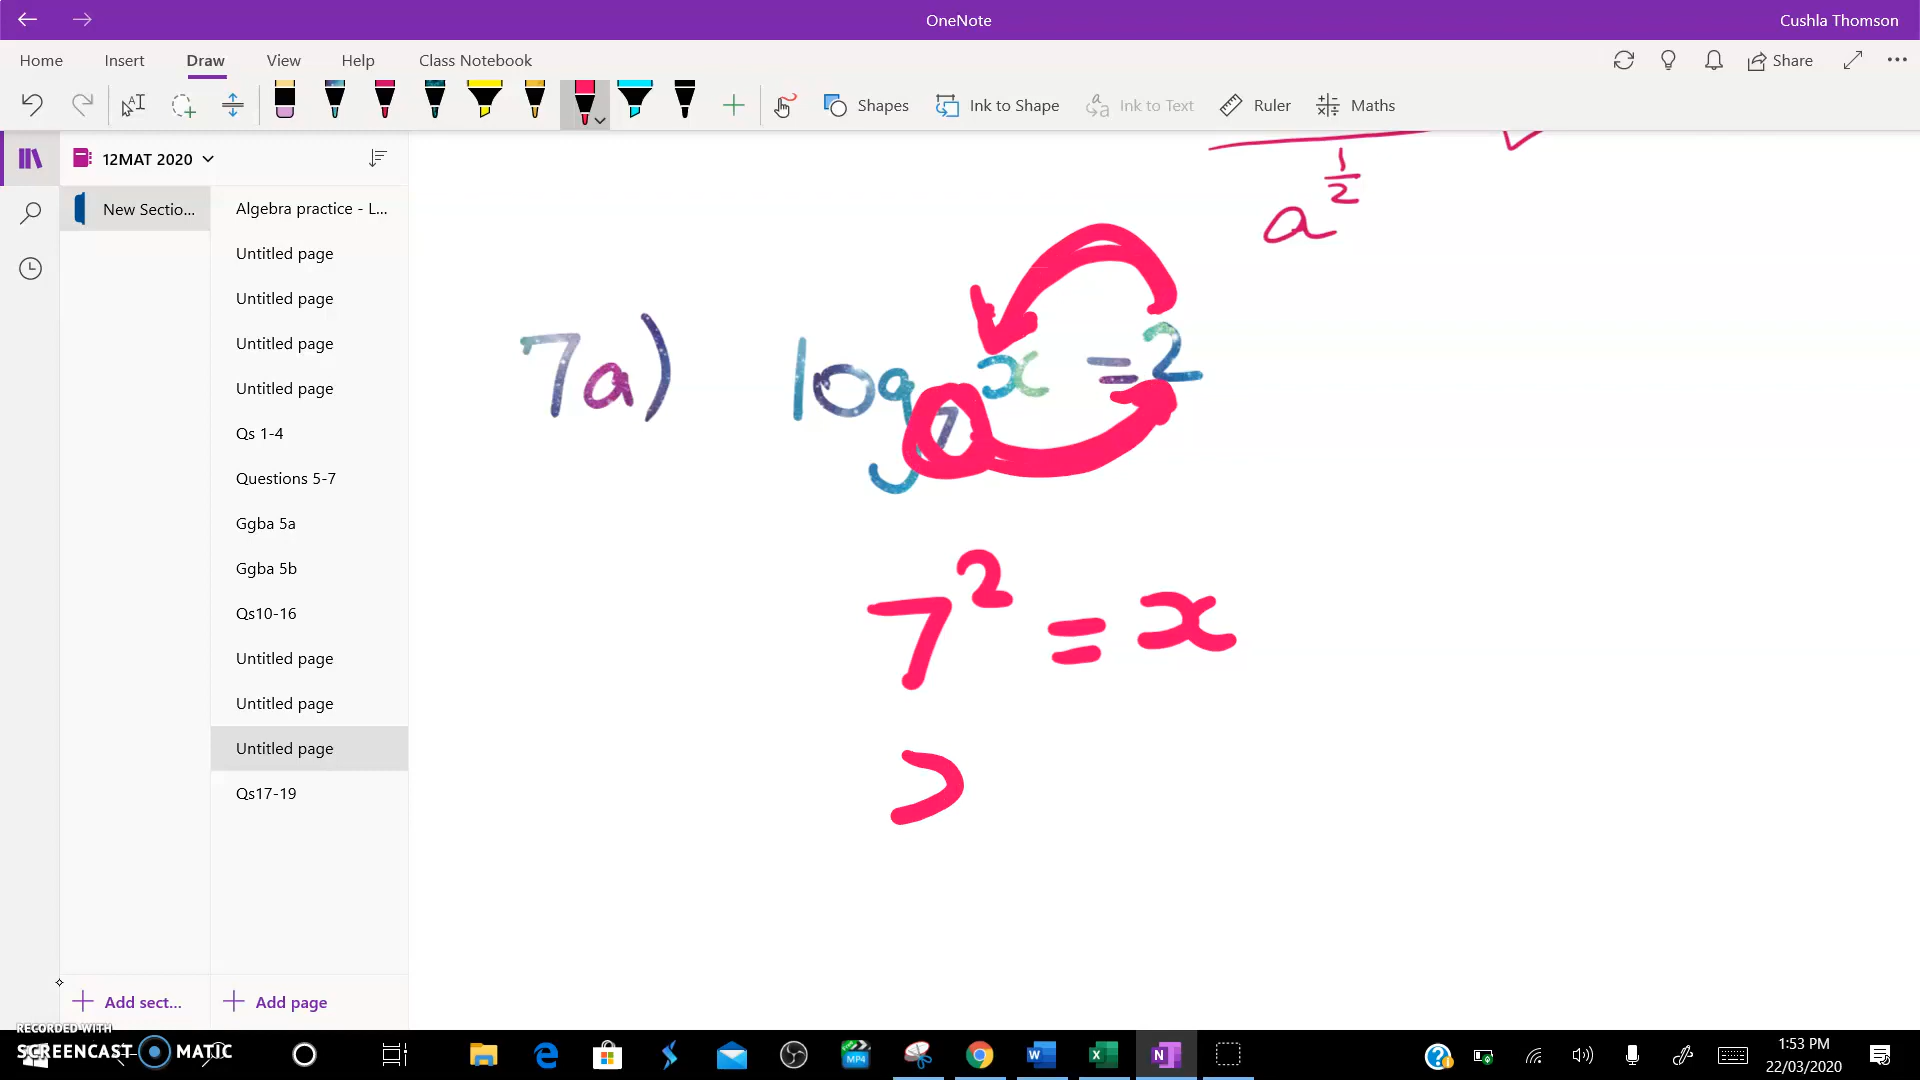 OneNote
Cushla Thomson
Home Insert Draw View Help Class Notebook
Share
Shapes Ink to Shape Ink to Text Ruler Maths
12MAT 2020
New Sectio...
Algebra practice - L...
Untitled page
Untitled page
Untitled page
Untitled page
Qs 1-4
Questions 5-7
Ggba 5a
Ggba 5b
Qs10-16
Untitled page
Untitled page
Untitled page
Qs17-19
Add sect...
Add page
a^(1/2)
7a) log₇ x = 2
7² = x
RECORDED WITH
SCREENCAST MATIC
MP4
1:53 PM
22/03/2020